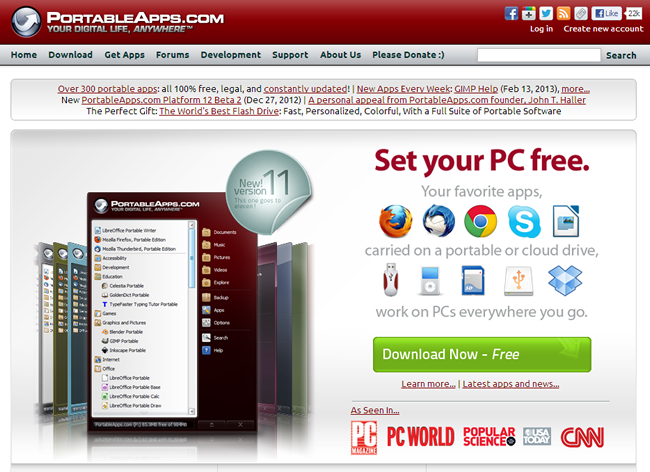 PORTABLEAPPS.COM
YOUR DIGITAL LIFE, ANYWHERE™
Like 22k
Log in Create new account
Home Download Get Apps Forums Development Support About Us Please Donate :) Search
Over 300 portable apps: all 100% free, legal, and constantly updated! | New Apps Every Week: GIMP Help (Feb 13, 2013), more...
New PortableApps.com Platform 12 Beta 2 (Dec 27, 2012) | A personal appeal from PortableApps.com founder, John T. Haller
The Perfect Gift: The World's Best Flash Drive: Fast, Personalized, Colorful, With a Full Suite of Portable Software
New! version 11
This one goes to eleven!
PORTABLEAPPS.COM
YOUR DIGITAL LIFE, ANYWHERE™
LibreOffice Portable Writer
Mozilla Firefox, Portable Edition
Mozilla Thunderbird, Portable Edition
Accessibility
Development
Education
Celestia Portable
GoldenDict Portable
TypeFaster Typing Tutor Portable
Games
Graphics and Pictures
Blender Portable
GIMP Portable
Inkscape Portable
Internet
Office
LibreOffice Portable
LibreOffice Portable Base
LibreOffice Portable Calc
LibreOffice Portable Draw
Documents
Music
Pictures
Videos
Explore
Backup
Apps
Options
Search
Help
Set your PC free.
Your favorite apps,
carried on a portable or cloud drive,
work on PCs everywhere you go.
Download Now - Free
Learn more... | Latest apps and news...
As Seen In...
PC MAGAZINE
PC WORLD
POPULAR SCIENCE
USA TODAY
CNN